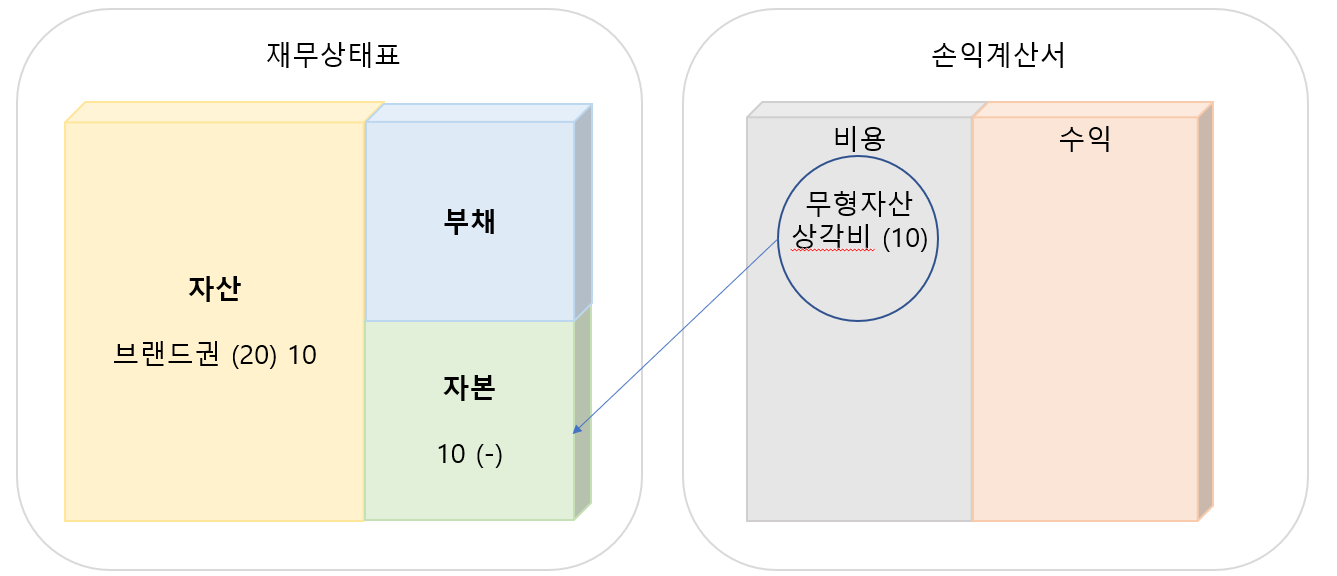 재무상태표
자산
브랜드권 (20) 10
부채
자본
10 (-)
손익계산서
비용
무형자산
상각비 (10)
수익